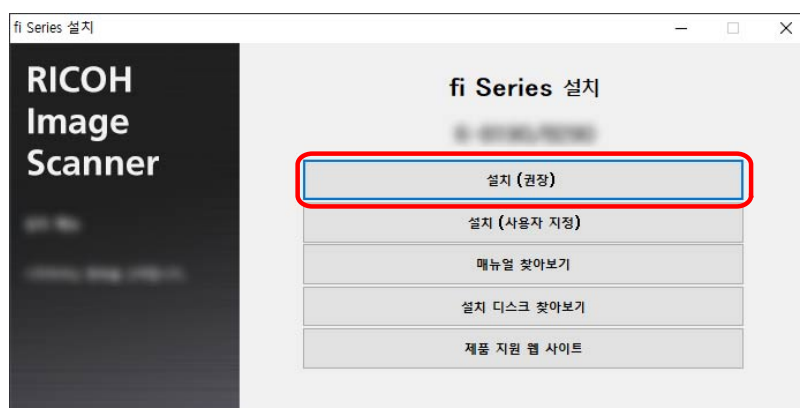 fi Series 설치
RICOH
Image
Scanner
fi Series 설치
설치 (권장)
설치 (사용자 지정)
매뉴얼 찾아보기
설치 디스크 찾아보기
제품 지원 웹 사이트